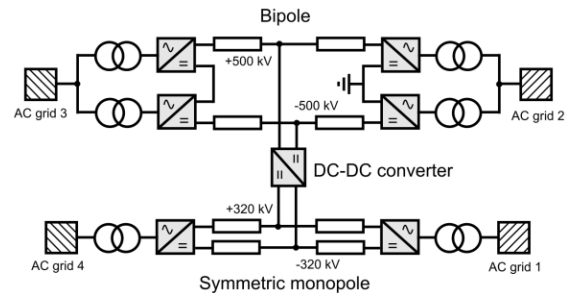 Bipole
+500 kV
AC grid 3
-500 kV
AC grid 2
DC-DC converter
+320 kV
AC grid 4
-320 kV
AC grid 1
Symmetric monopole